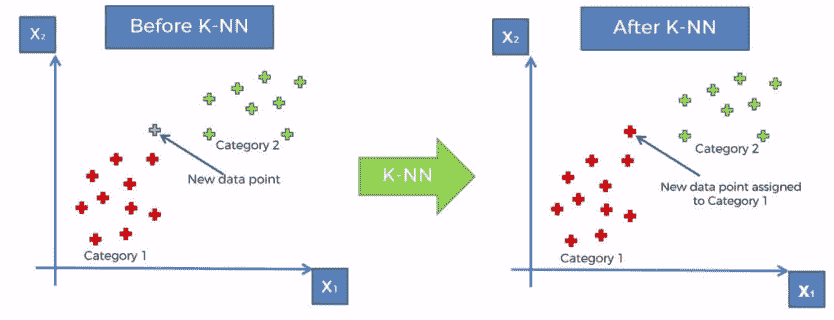 Before K-NN
X₂
Category 2
New data point
Category 1
X₁
K-NN
After K-NN
X₂
Category 2
New data point assigned
to Category 1
Category 1
X₁